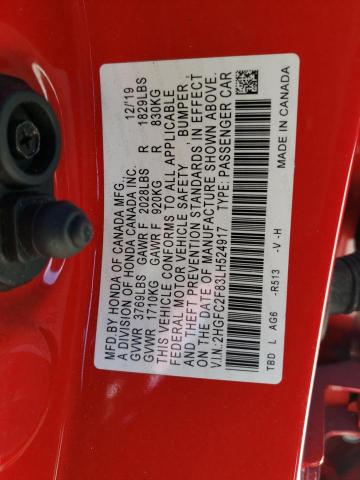 MFD.BY HONDA OF CANADA MFG., 12/'19
A DIVISION OF HONDA CANADA INC.
GVWR 3769LBS GAWR F 2028LBS R 1829LBS
GVWR 1710KG GAWR F 920KG R 830KG
THIS VEHICLE CONFORMS TO ALL APPLICABLE
FEDERAL MOTOR VEHICLE SAFETY, BUMPER,
AND THEFT PREVENTION STANDARDS IN EFFECT
ON THE DATE OF MANUFACTURE SHOWN ABOVE.
V.I.N.:2HGFC2F83LH524917 TYPE:PASSENGER CAR
TBD L AG6 -R513 -V -H MADE IN CANADA